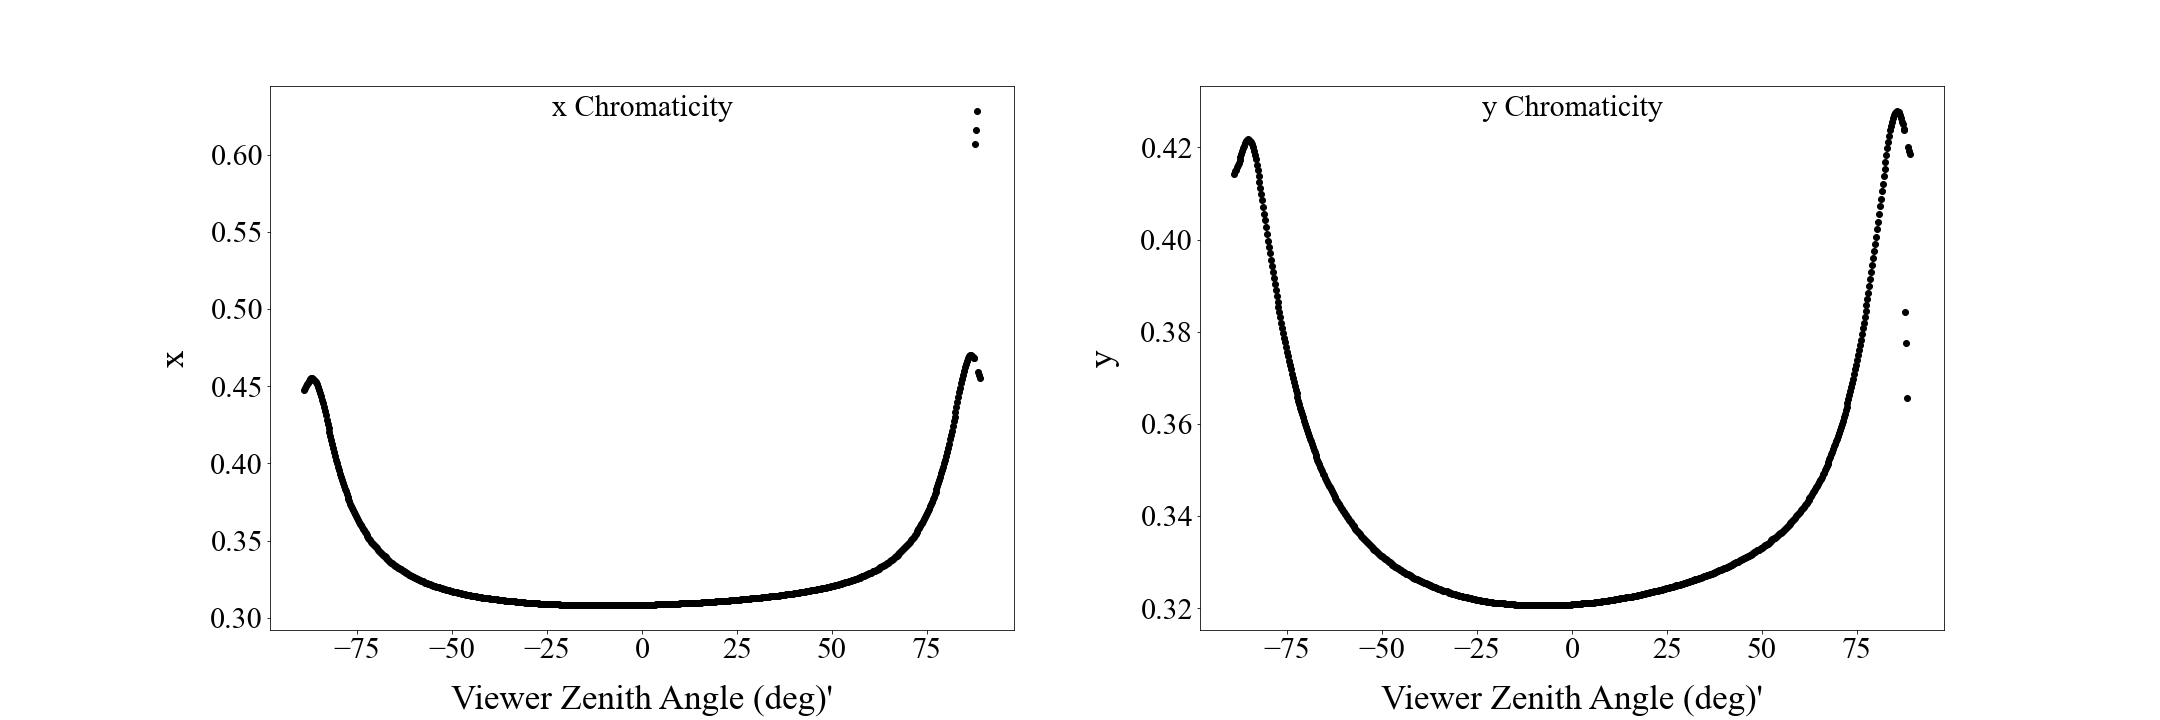 x Chromaticity
0.60
0.55
0.50
0.45
0.40
0.35
0.30
x
−75 −50 −25 0 25 50 75
Viewer Zenith Angle (deg)'
y Chromaticity
0.42
0.40
0.38
0.36
0.34
0.32
y
−75 −50 −25 0 25 50 75
Viewer Zenith Angle (deg)'